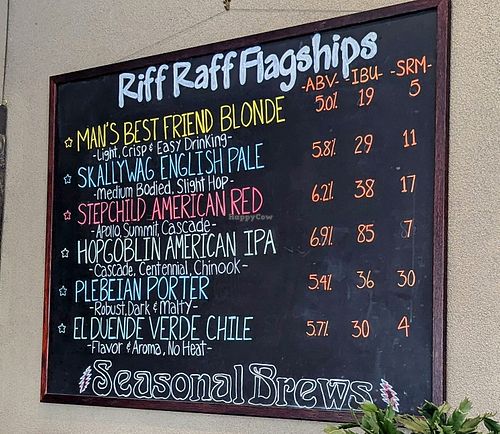 Riff Raff Flagships
-ABV- -IBU- -SRM-
MAN'S BEST FRIEND BLONDE 5.0% 19 5
-Light, Crisp & Easy Drinking-
SKALLYWAG ENGLISH PALE 5.8% 29 11
-Medium Bodied, Slight Hop-
STEPCHILD AMERICAN RED 6.2% 38 17
-Apollo, Summit, Cascade-
HOPGOBLIN AMERICAN IPA 6.9% 85 7
-Cascade, Centennial, Chinook-
PLEBEIAN PORTER 5.4% 36 30
-Robust, Dark & Malty-
EL DUENDE VERDE CHILE 5.7% 30 4
-Flavor & Aroma, No Heat-
Seasonal Brews
HappyCow